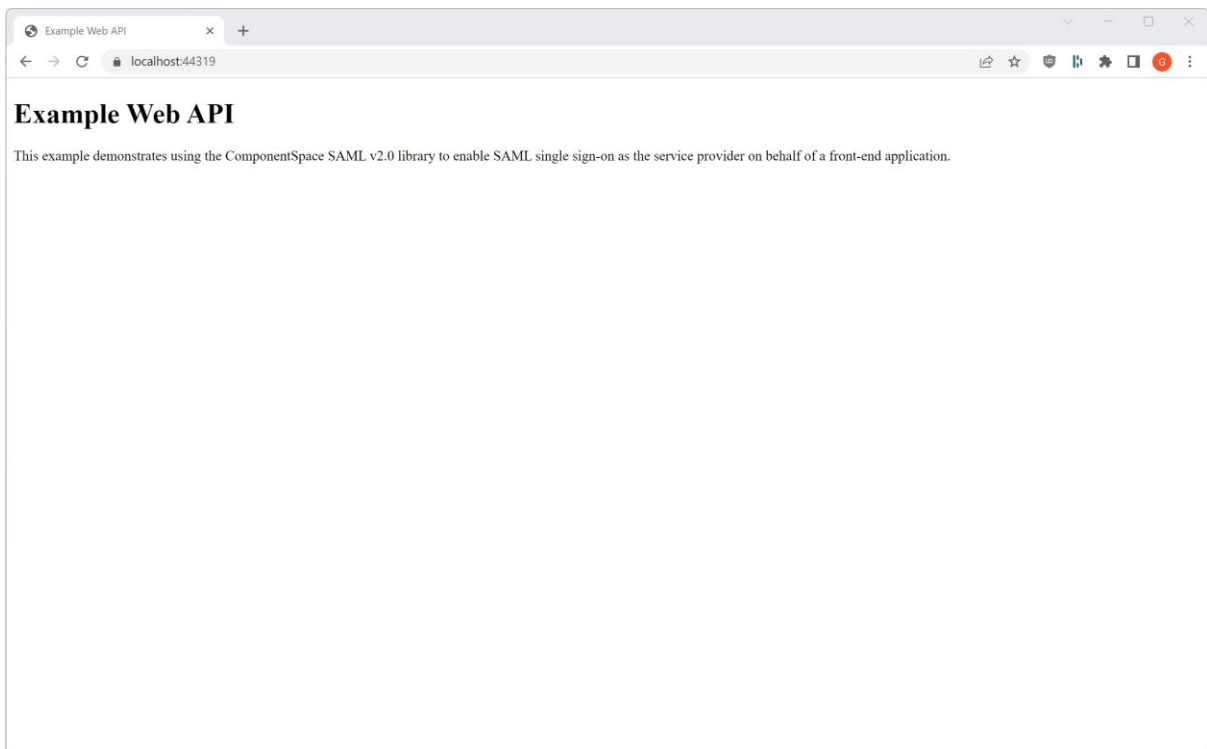 Example Web API
localhost:44319
G
Example Web API
This example demonstrates using the ComponentSpace SAML v2.0 library to enable SAML single sign-on as the service provider on behalf of a front-end application.